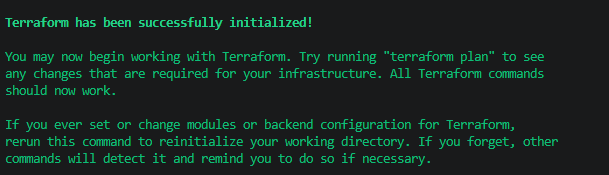 Terraform has been successfully initialized!
You may now begin working with Terraform. Try running "terraform plan" to see
any changes that are required for your infrastructure. All Terraform commands
should now work.
If you ever set or change modules or backend configuration for Terraform,
rerun this command to reinitialize your working directory. If you forget, other
commands will detect it and remind you to do so if necessary.